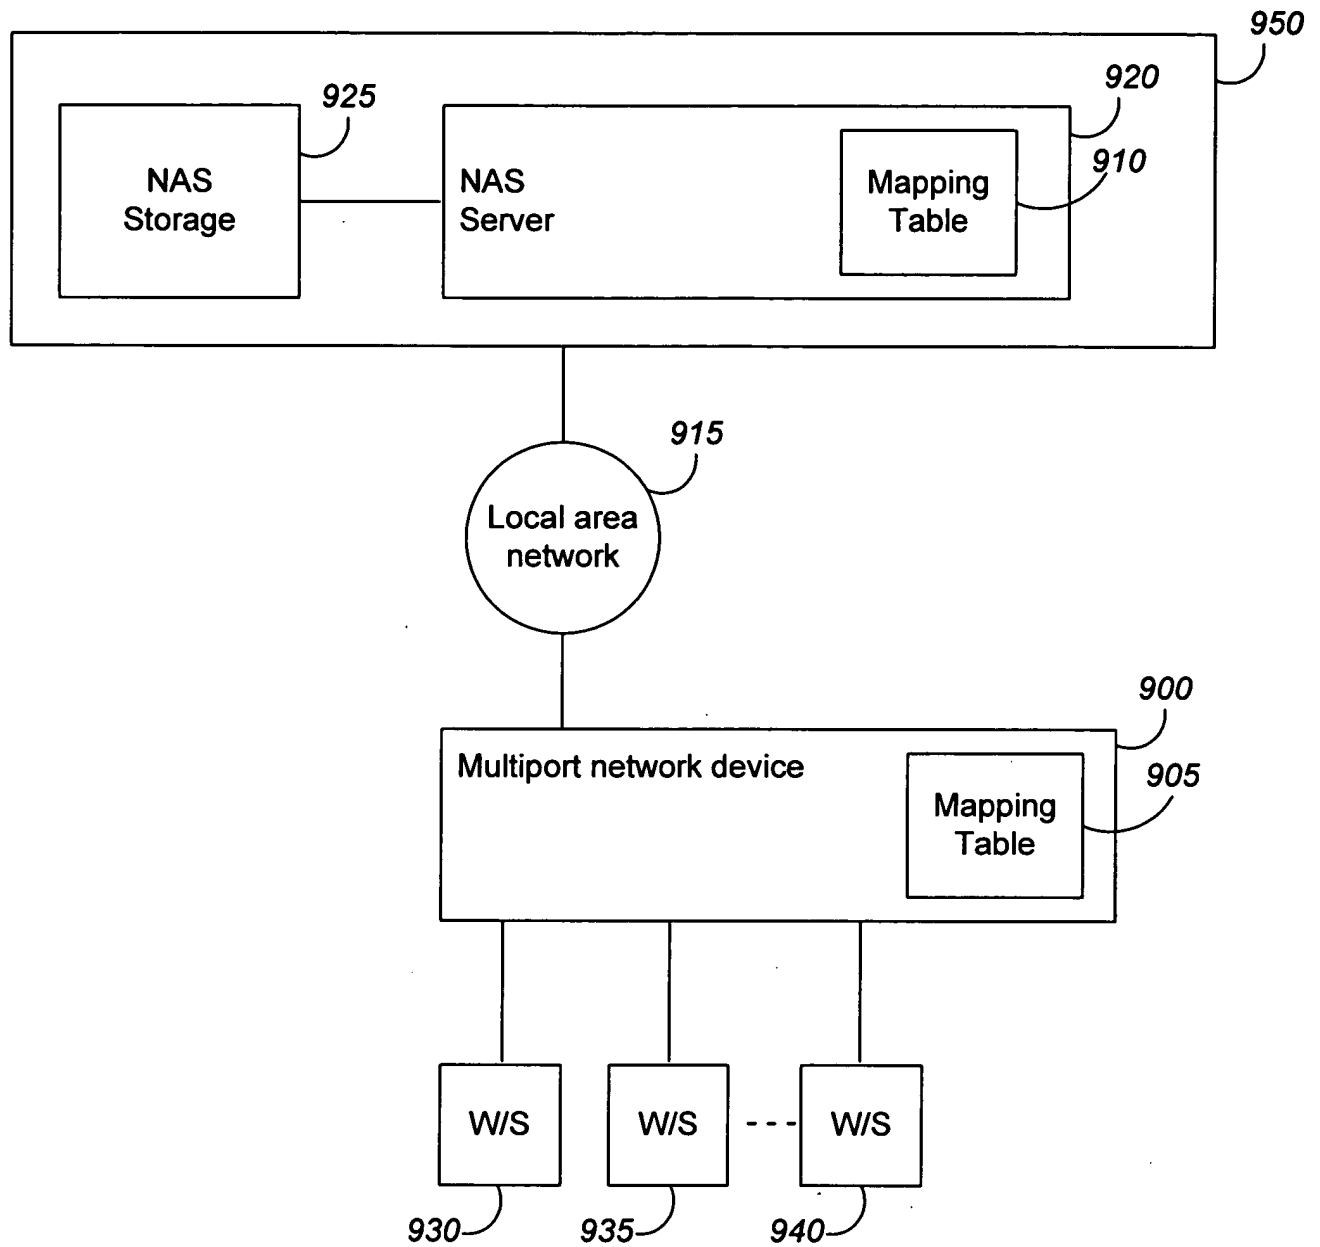 950
920
925
910
NAS
Storage
NAS
Server
Mapping
Table
915
Local area
network
900
905
Multiport network device
Mapping
Table
W/S
W/S
W/S
930
935
940